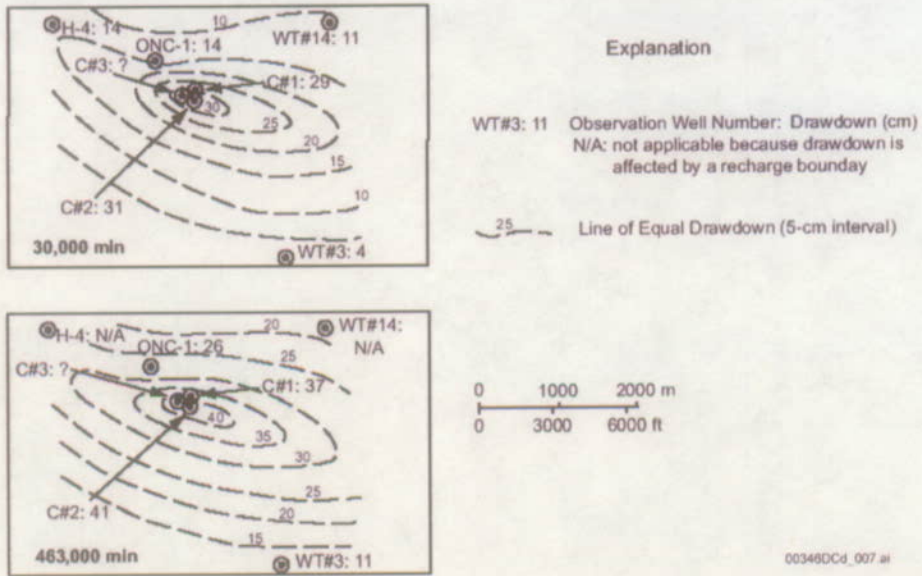 10
H-4: 14
ONC-1: 14
WT#14: 11
C#3: ?
C#1: 29
30
25
20
15
10
C#2: 31
30,000 min
WT#3: 4
Explanation
WT#3: 11 Observation Well Number: Drawdown (cm)
N/A: not applicable because drawdown is
affected by a recharge bounday
25 Line of Equal Drawdown (5-cm interval)
20
H-4: N/A
WT#14:
N/A
ONC-1: 26
25
C#3: ?
C#1: 37
40
35
30
25
20
15
C#2: 41
463,000 min
WT#3: 11
0 1000 2000 m
0 3000 6000 ft
00346DCd_007.ai